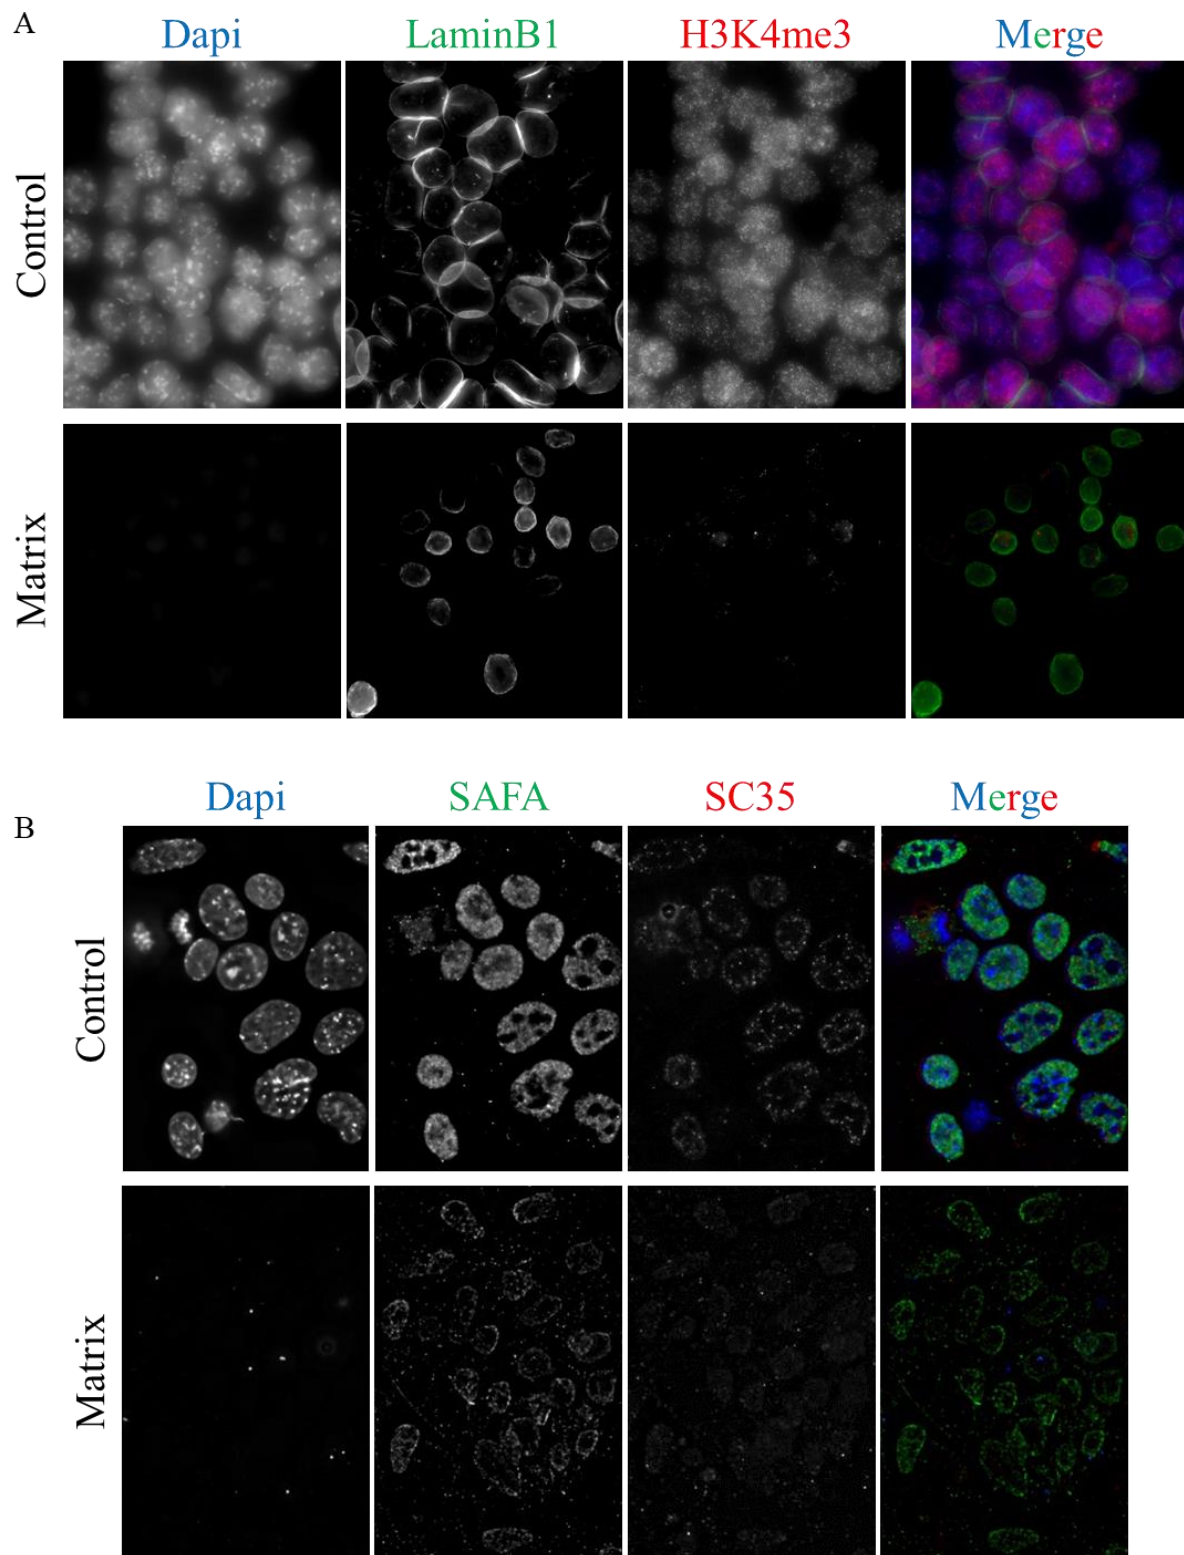 A
Dapi LaminB1 H3K4me3 Merge
Control
Matrix
B
Dapi SAFA SC35 Merge
Control
Matrix